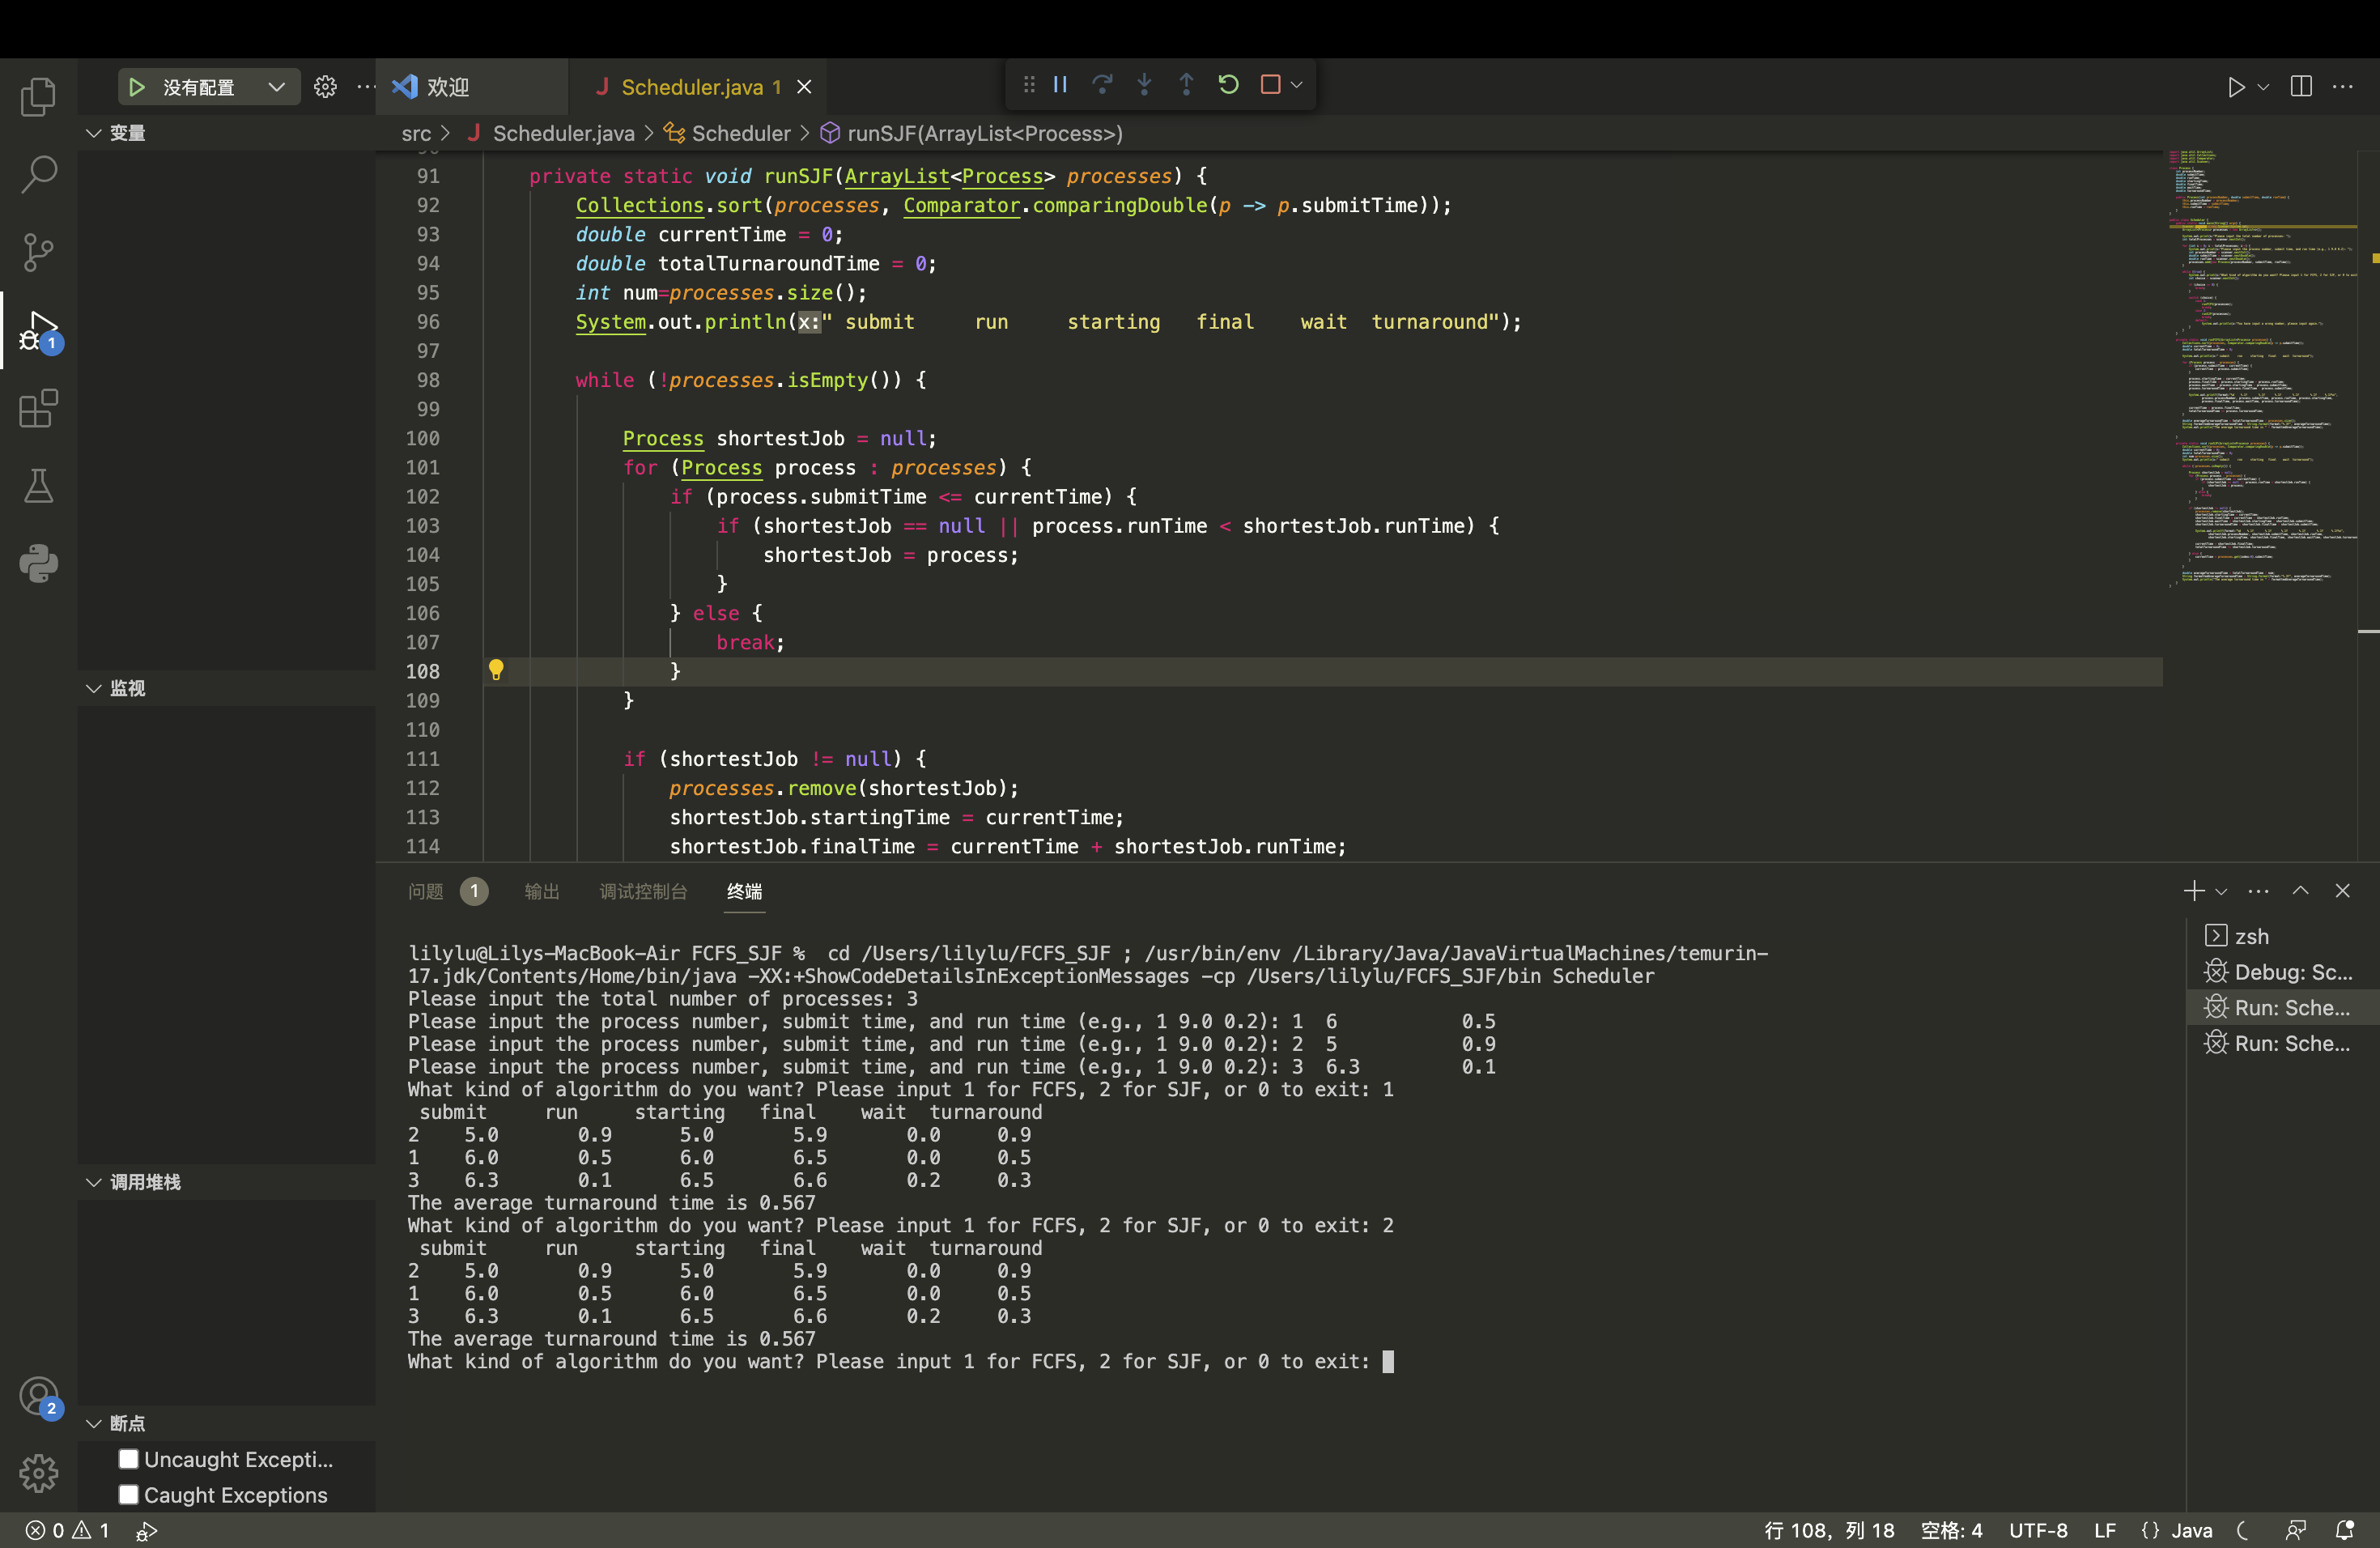 没有配置
欢迎
Scheduler.java 1
变量
src > Scheduler.java > Scheduler > runSJF(ArrayList<Process>)
91 private static void runSJF(ArrayList<Process> processes) {
92 Collections.sort(processes, Comparator.comparingDouble(p -> p.submitTime));
93 double currentTime = 0;
94 double totalTurnaroundTime = 0;
95 int num=processes.size();
96 System.out.println(x:" submit     run     starting   final    wait  turnaround");
97
98 while (!processes.isEmpty()) {
99
100 Process shortestJob = null;
101 for (Process process : processes) {
102 if (process.submitTime <= currentTime) {
103 if (shortestJob == null || process.runTime < shortestJob.runTime) {
104 shortestJob = process;
105 }
106 } else {
107 break;
108 }
109 }
110
111 if (shortestJob != null) {
112 processes.remove(shortestJob);
113 shortestJob.startingTime = currentTime;
114 shortestJob.finalTime = currentTime + shortestJob.runTime;
监视
调用堆栈
断点
Uncaught Excepti...
Caught Exceptions
1
2
问题 1 输出 调试控制台 终端
lilylu@Lilys-MacBook-Air FCFS_SJF %  cd /Users/lilylu/FCFS_SJF ; /usr/bin/env /Library/Java/JavaVirtualMachines/temurin-
17.jdk/Contents/Home/bin/java -XX:+ShowCodeDetailsInExceptionMessages -cp /Users/lilylu/FCFS_SJF/bin Scheduler
Please input the total number of processes: 3
Please input the process number, submit time, and run time (e.g., 1 9.0 0.2): 1  6           0.5
Please input the process number, submit time, and run time (e.g., 1 9.0 0.2): 2  5           0.9
Please input the process number, submit time, and run time (e.g., 1 9.0 0.2): 3  6.3         0.1
What kind of algorithm do you want? Please input 1 for FCFS, 2 for SJF, or 0 to exit: 1
 submit     run     starting   final    wait  turnaround
2    5.0       0.9      5.0       5.9       0.0     0.9
1    6.0       0.5      6.0       6.5       0.0     0.5
3    6.3       0.1      6.5       6.6       0.2     0.3
The average turnaround time is 0.567
What kind of algorithm do you want? Please input 1 for FCFS, 2 for SJF, or 0 to exit: 2
 submit     run     starting   final    wait  turnaround
2    5.0       0.9      5.0       5.9       0.0     0.9
1    6.0       0.5      6.0       6.5       0.0     0.5
3    6.3       0.1      6.5       6.6       0.2     0.3
The average turnaround time is 0.567
What kind of algorithm do you want? Please input 1 for FCFS, 2 for SJF, or 0 to exit:
zsh
Debug: Sc...
Run: Sche...
Run: Sche...
0 1
行 108，列 18 空格: 4 UTF-8 LF {} Java